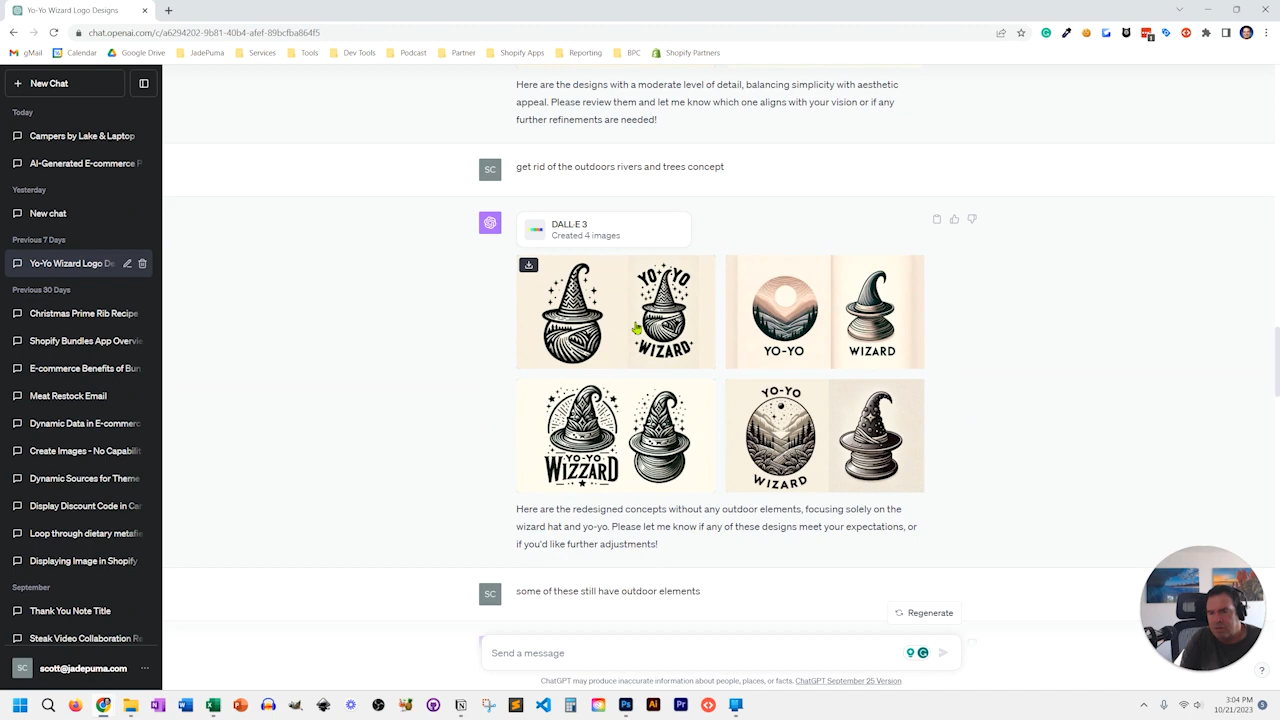 Yo-Yo Wizard Logo Designs
chat.openai.com/c/a6294202-9b81-40b4-afef-89bcfba864f5
gMail
Calendar
Google Drive
JadePuma
Services
Tools
Dev Tools
Podcast
Partner
Shopify Apps
Reporting
BPC
Shopify Partners
New Chat
Today
Campers by Lake & Laptop
AI-Generated E-commerce P
Yesterday
New chat
Previous 7 Days
Yo-Yo Wizard Logo De
Previous 30 Days
Christmas Prime Rib Recipe
Shopify Bundles App Overvie
E-commerce Benefits of Bun
Meat Restock Email
Dynamic Data in E-commerc
Create Images - No Capabilit
Dynamic Sources for Theme
Display Discount Code in Car
Loop through dietary metafie
Displaying Image in Shopify
September
Thank You Note Title
Steak Video Collaboration Re
SC
scott@jadepuma.com
Here are the designs with a moderate level of detail, balancing simplicity with aesthetic
appeal. Please review them and let me know which one aligns with your vision or if any
further refinements are needed!
SC
get rid of the outdoors rivers and trees concept
DALL·E 3
Created 4 images
YO-YO
WIZARD
YO-YO
WIZARD
YO-YO
WIZZARD
YO-YO
WIZARD
Here are the redesigned concepts without any outdoor elements, focusing solely on the
wizard hat and yo-yo. Please let me know if any of these designs meet your expectations, or
if you'd like further adjustments!
SC
some of these still have outdoor elements
Regenerate
Send a message
ChatGPT may produce inaccurate information about people, places, or facts. ChatGPT September 25 Version
?
3:04 PM
10/21/2023